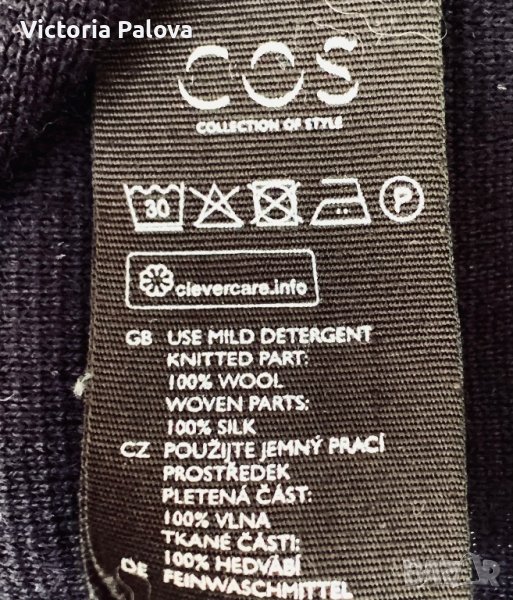 Victoria Palova
COS
COLLECTION OF STYLE
30 P
clevercare.info
GB USE MILD DETERGENT
KNITTED PART:
100% WOOL
WOVEN PARTS:
100% SILK
CZ POUŽIJTE JEMNÝ PRACÍ
PROSTŘEDEK
PLETENÁ ČÁST:
100% VLNA
TKANÉ ČÁSTI:
100% HEDVÁBÍ
DE FEINWASCHMITTEL
BAZAR